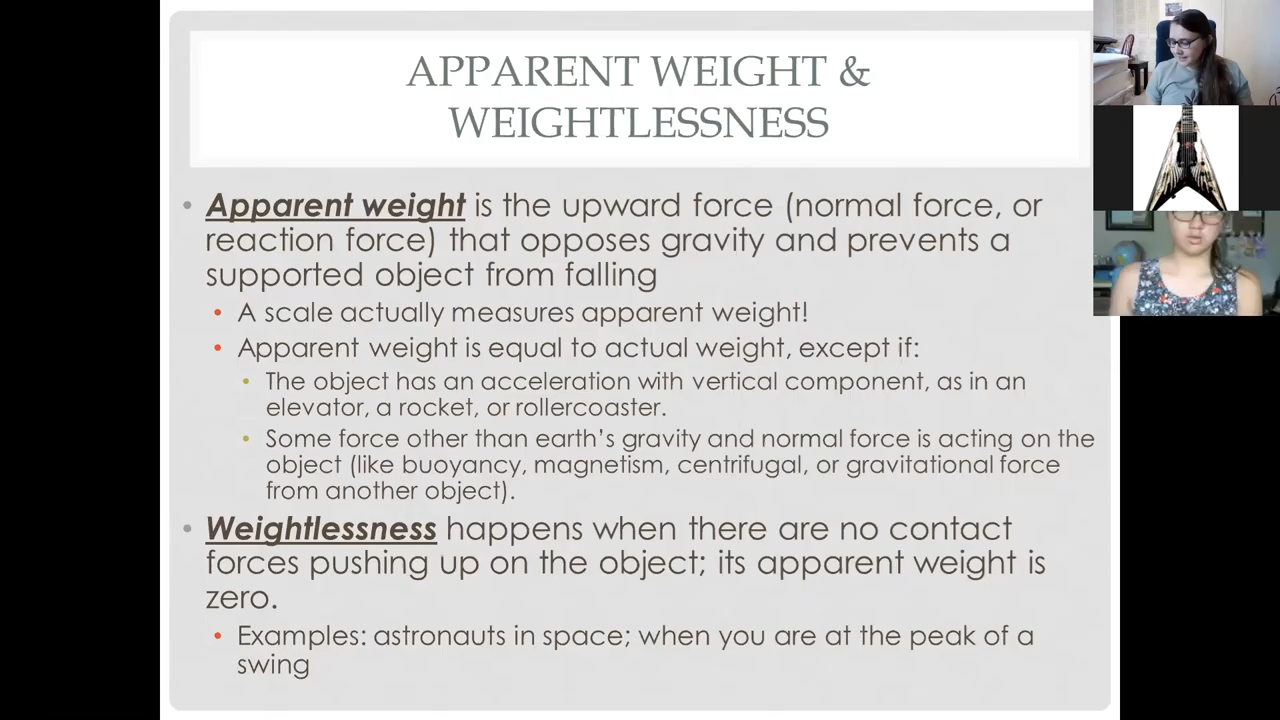 APPARENT WEIGHT &
WEIGHTLESSNESS
• Apparent weight is the upward force (normal force, or
reaction force) that opposes gravity and prevents a
supported object from falling
• A scale actually measures apparent weight!
• Apparent weight is equal to actual weight, except if:
• The object has an acceleration with vertical component, as in an
elevator, a rocket, or rollercoaster.
• Some force other than earth's gravity and normal force is acting on the
object (like buoyancy, magnetism, centrifugal, or gravitational force
from another object).
• Weightlessness happens when there are no contact
forces pushing up on the object; its apparent weight is
zero.
• Examples: astronauts in space; when you are at the peak of a
swing